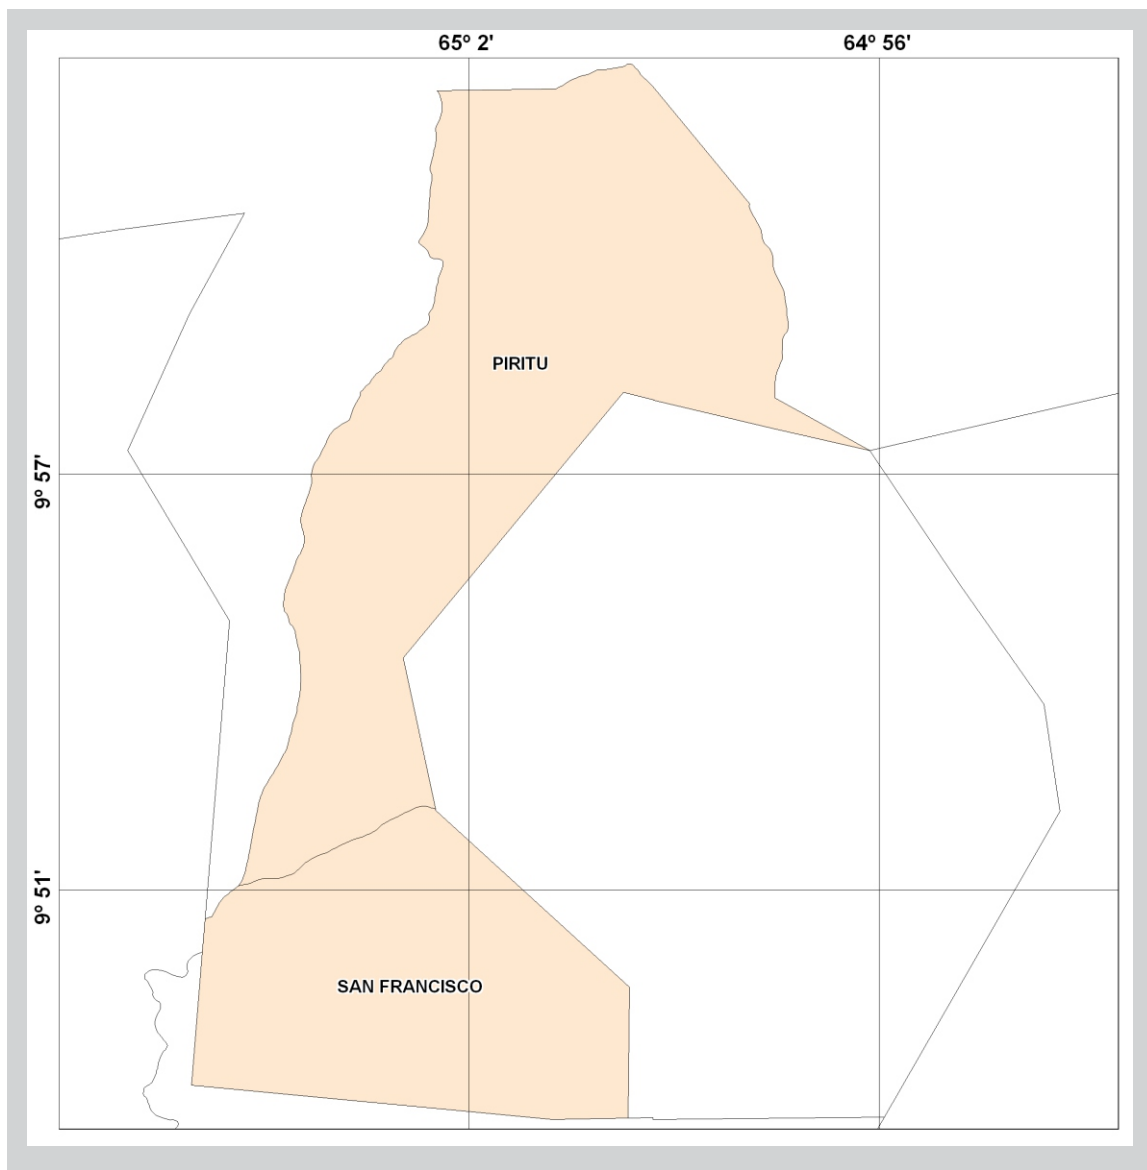 65º 2' 64º 56'
PIRITU
9º 57'
9º 51'
SAN FRANCISCO